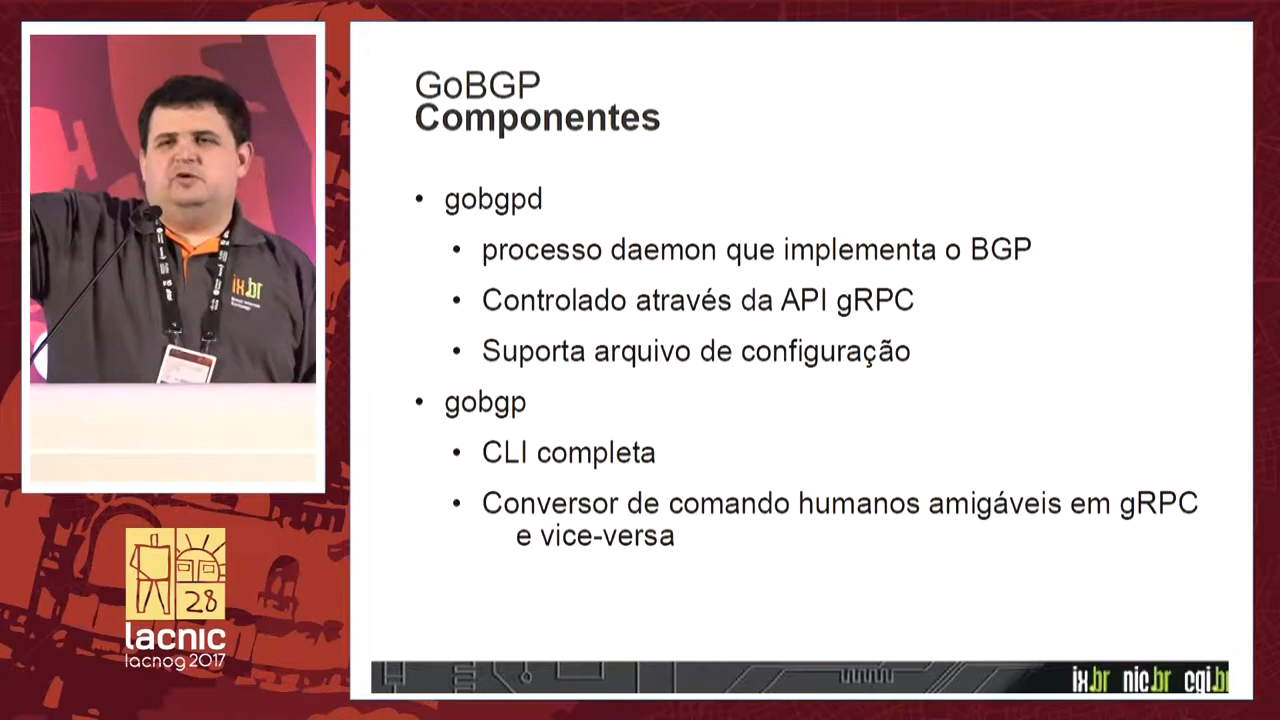 GoBGP
Componentes
• gobgpd
• processo daemon que implementa o BGP
• Controlado através da API gRPC
• Suporta arquivo de configuração
• gobgp
• CLI completa
• Conversor de comando humanos amigáveis em gRPC
e vice-versa
ix.br
28
lacnic
lacnog 2017
ix.br nic.br cgi.br